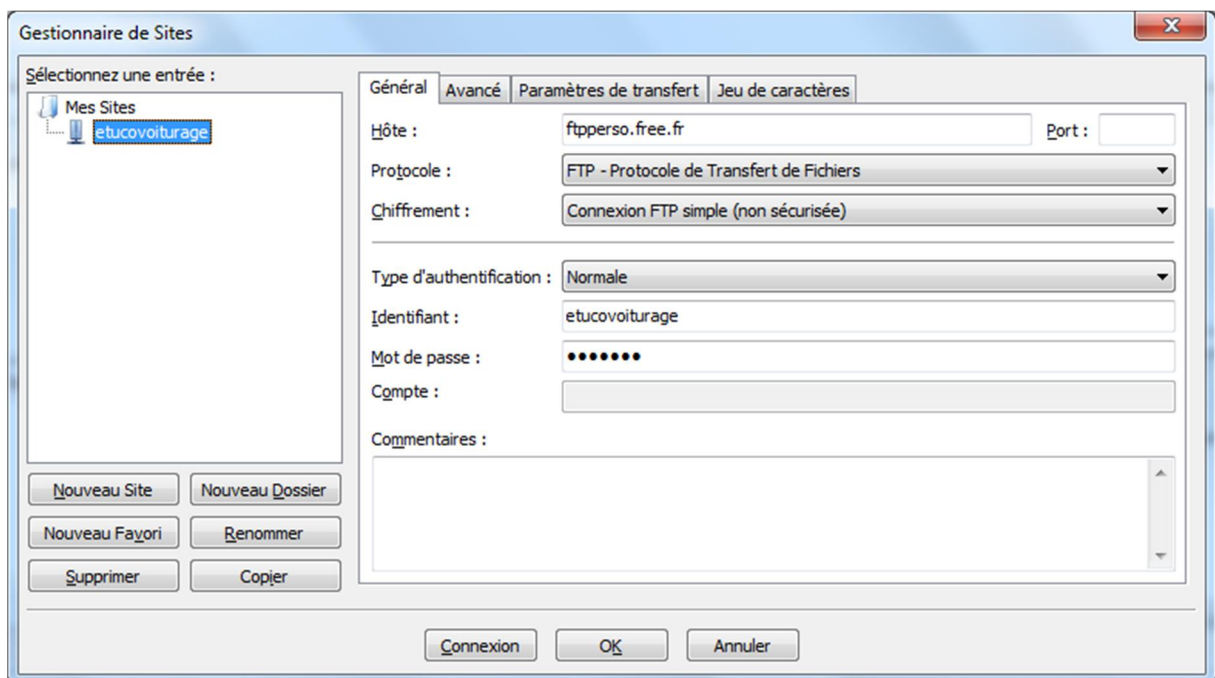 Gestionnaire de Sites
Sélectionnez une entrée :
Mes Sites
etucovoiturage
Nouveau Site
Nouveau Dossier
Nouveau Favori
Renommer
Supprimer
Copier
Général
Avancé
Paramètres de transfert
Jeu de caractères
Hôte : ftpperso.free.fr Port :
Protocole : FTP - Protocole de Transfert de Fichiers
Chiffrement : Connexion FTP simple (non sécurisée)
Type d'authentification : Normale
Identifiant : etucovoiturage
Mot de passe : •••••••
Compte :
Commentaires :
Connexion
OK
Annuler